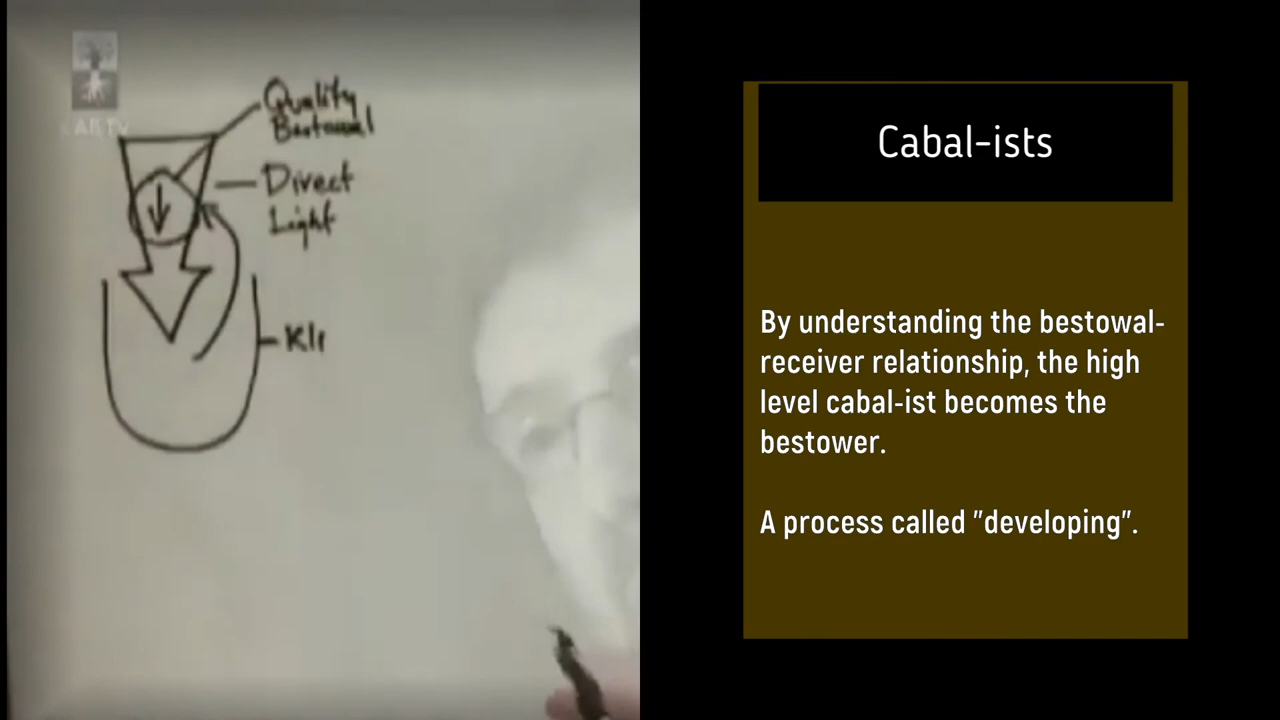 KABTV
Quality
Bestowal
Direct
Light
Kli
Cabal-ists
By understanding the bestowal-
receiver relationship, the high
level cabal-ist becomes the
bestower.
A process called "developing".